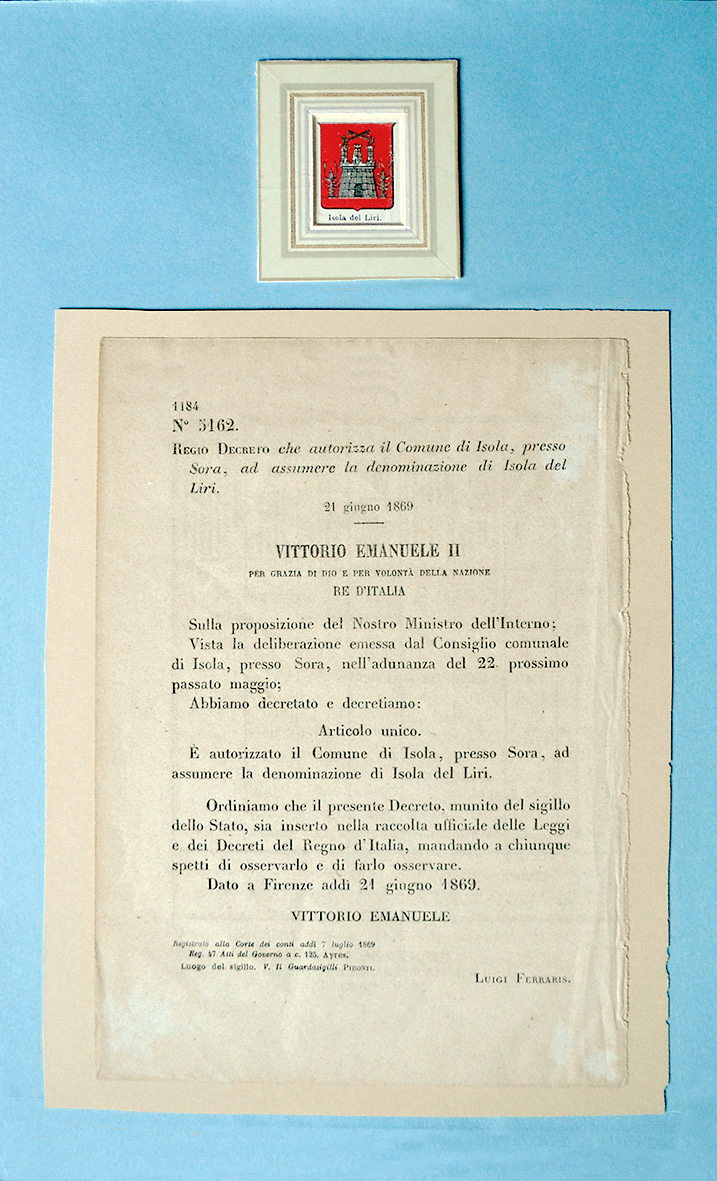 Isola del Liri.
1184
N° 5162.
REGIO DECRETO che autorizza il Comune di Isola, presso
Sora, ad assumere la denominazione di Isola del
Liri.
21 giugno 1869
VITTORIO EMANUELE II
PER GRAZIA DI DIO E PER VOLONTÀ DELLA NAZIONE
RE D'ITALIA
Sulla proposizione del Nostro Ministro dell'Interno;
Vista la deliberazione emessa dal Consiglio comunale
di Isola, presso Sora, nell'adunanza del 22 prossimo
passato maggio;
Abbiamo decretato e decretiamo:
Articolo unico.
È autorizzato il Comune di Isola, presso Sora, ad
assumere la denominazione di Isola del Liri.
Ordiniamo che il presente Decreto, munito del sigillo
dello Stato, sia inserto nella raccolta ufficiale delle Leggi
e dei Decreti del Regno d'Italia, mandando a chiunque
spetti di osservarlo e di farlo osservare.
Dato a Firenze addì 21 giugno 1869.
VITTORIO EMANUELE
Registrato alla Corte dei conti addì 7 luglio 1869
Reg. 47 Atti del Governo a c. 125. Ayres.
Luogo del sigillo. V. Il Guardasigilli PIRONTI.
LUIGI FERRARIS.